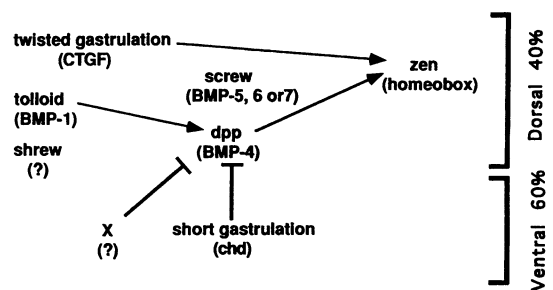 twisted gastrulation
(CTGF)
zen
(homeobox)
screw
(BMP-5, 6 or7)
tolloid
(BMP-1)
dpp
(BMP-4)
shrew
(?)
X
(?)
short gastrulation
(chd)
Dorsal 40%
Ventral 60%